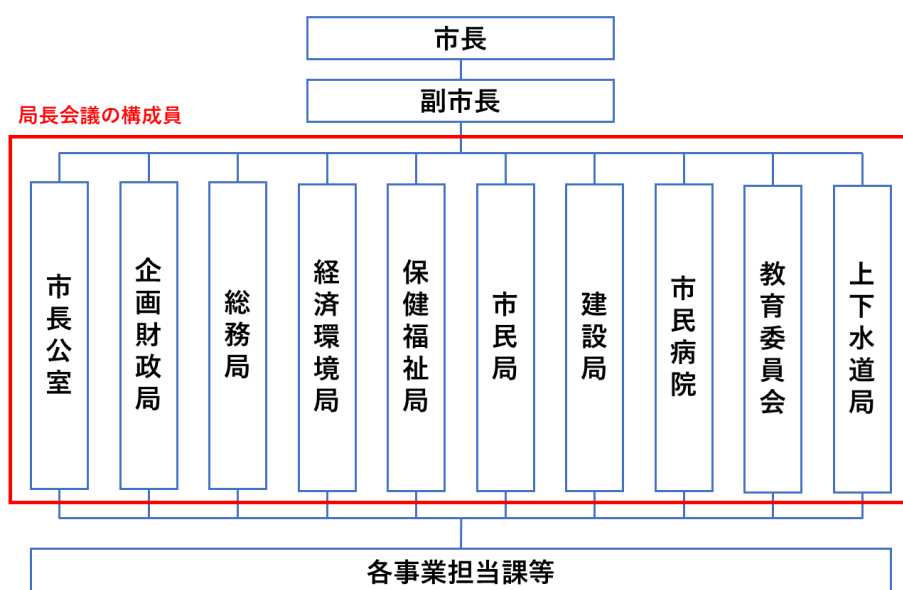 市長
副市長
局長会議の構成員
市長公室
企画財政局
総務局
経済環境局
保健福祉局
市民局
建設局
市民病院
教育委員会
上下水道局
各事業担当課等